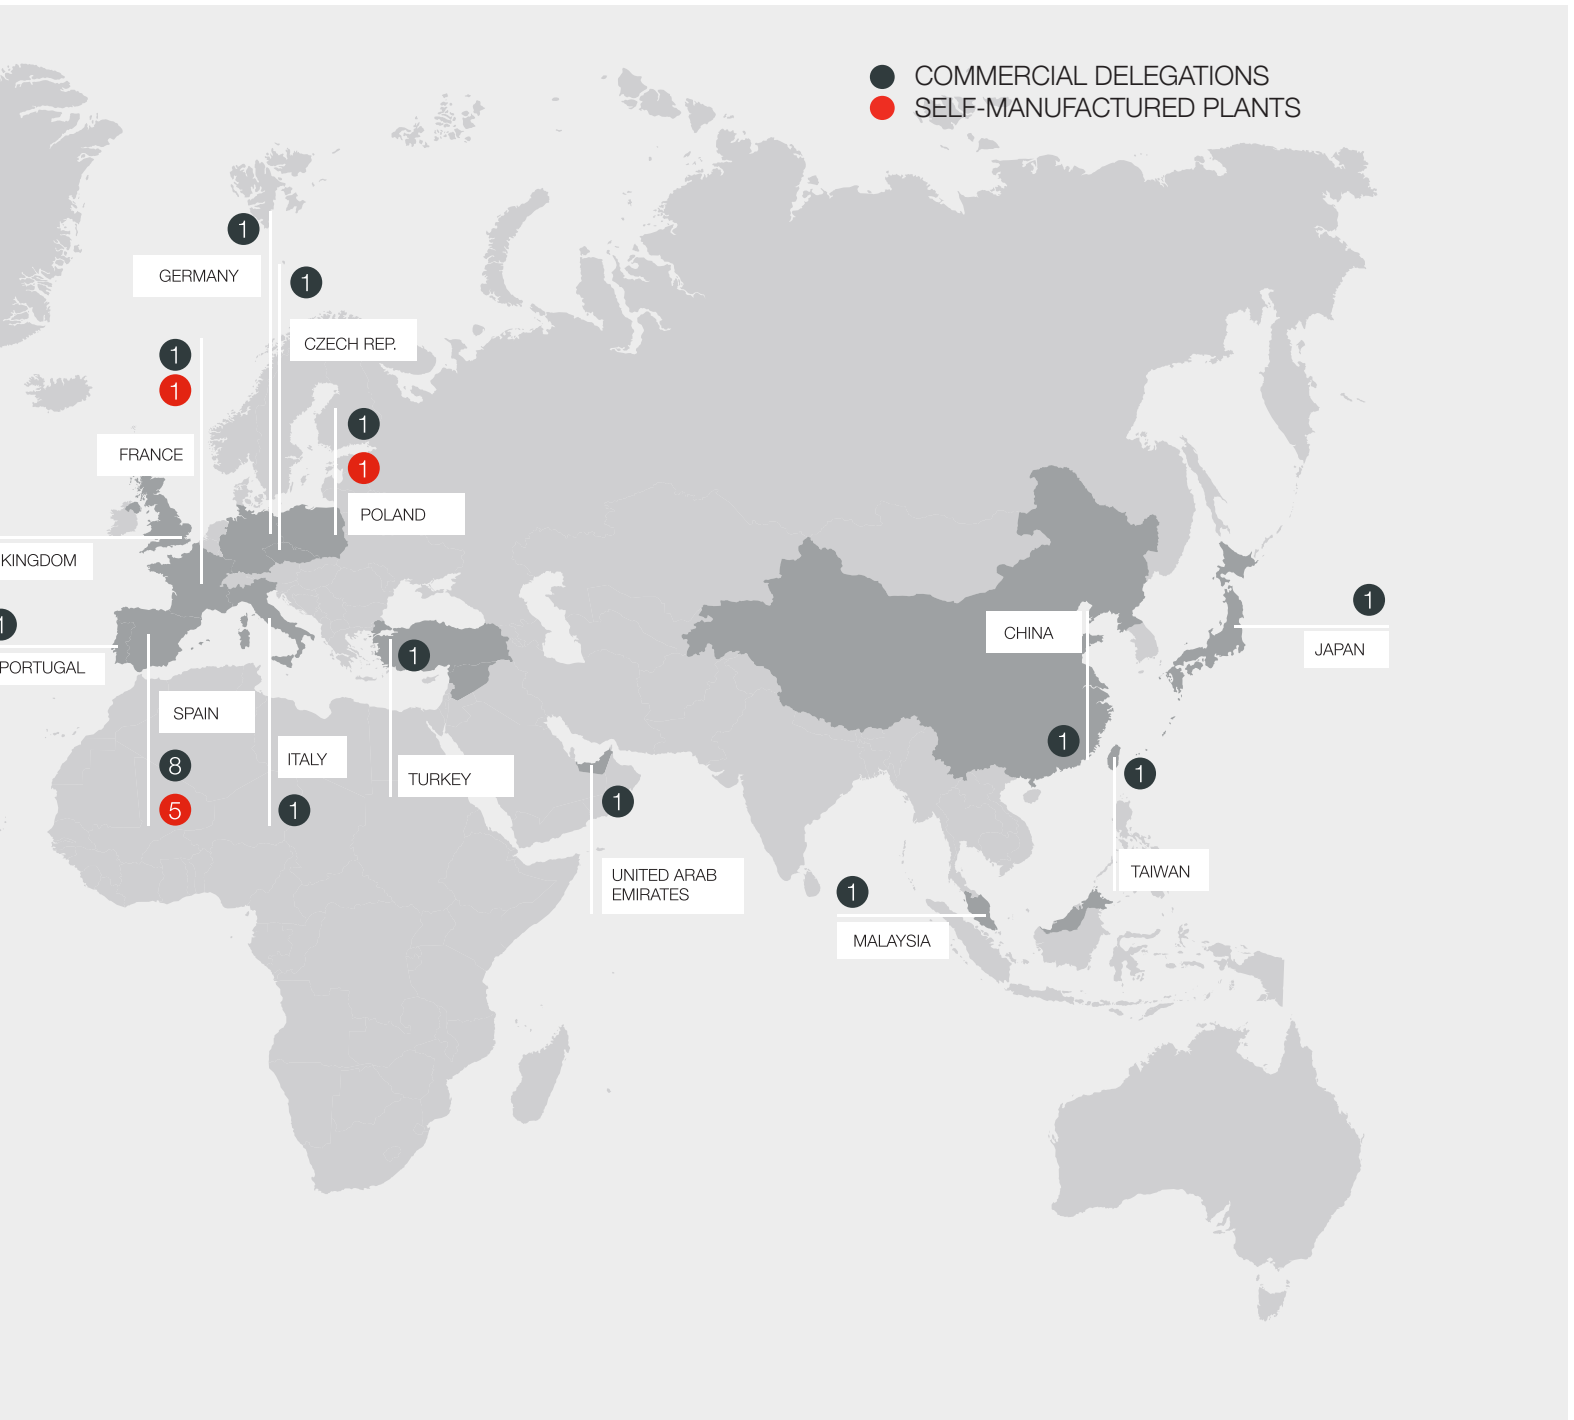 COMMERCIAL DELEGATIONS
SELF-MANUFACTURED PLANTS
1
GERMANY
1
CZECH REP.
1
1
FRANCE
1
1
POLAND
KINGDOM
1
PORTUGAL
SPAIN
8
5
ITALY
1
1
TURKEY
1
UNITED ARAB
EMIRATES
CHINA
1
1
JAPAN
1
TAIWAN
1
MALAYSIA